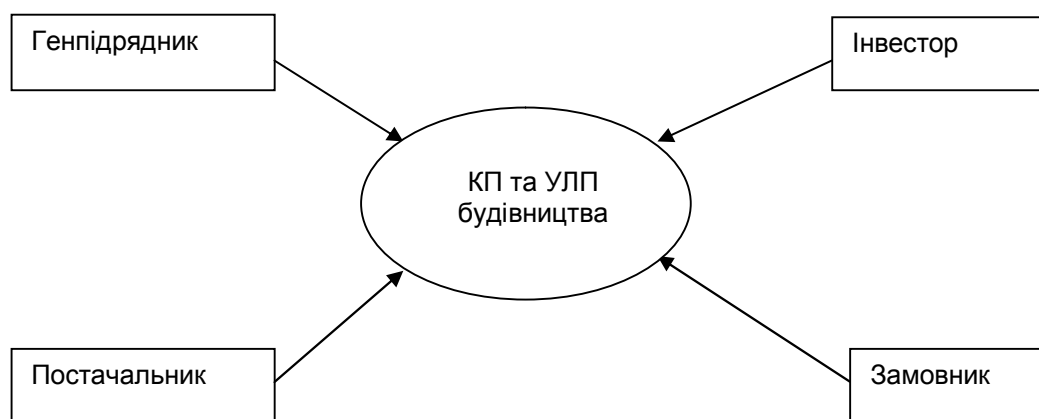 Генпідрядник
Інвестор
КП та УЛП
будівництва
Постачальник
Замовник